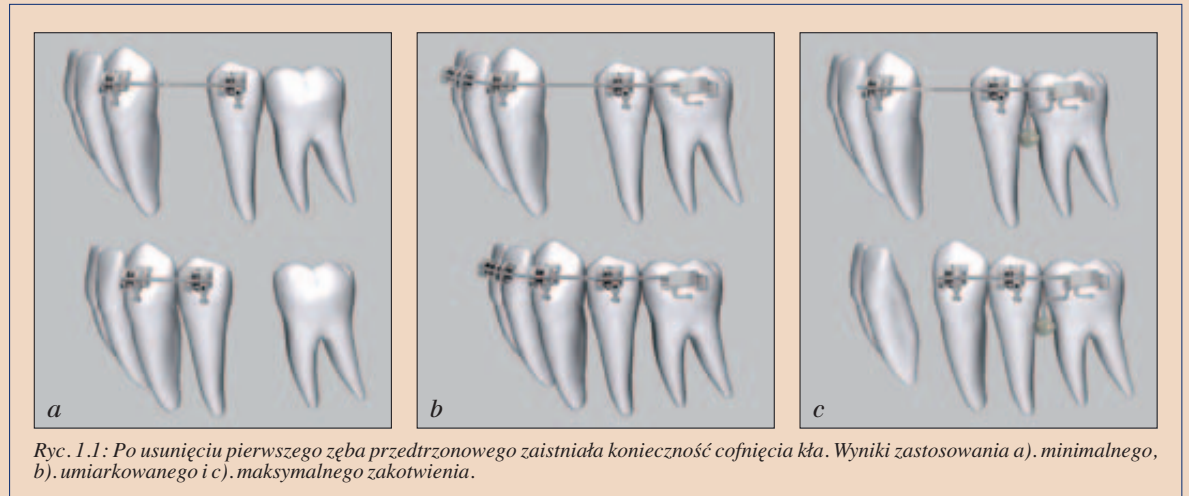 a
b
c
Ryc. 1.1: Po usunięciu pierwszego zęba przedtrzonowego zaistniała konieczność cofnięcia kła. Wyniki zastosowania a). minimalnego,
b). umiarkowanego i c). maksymalnego zakotwienia.